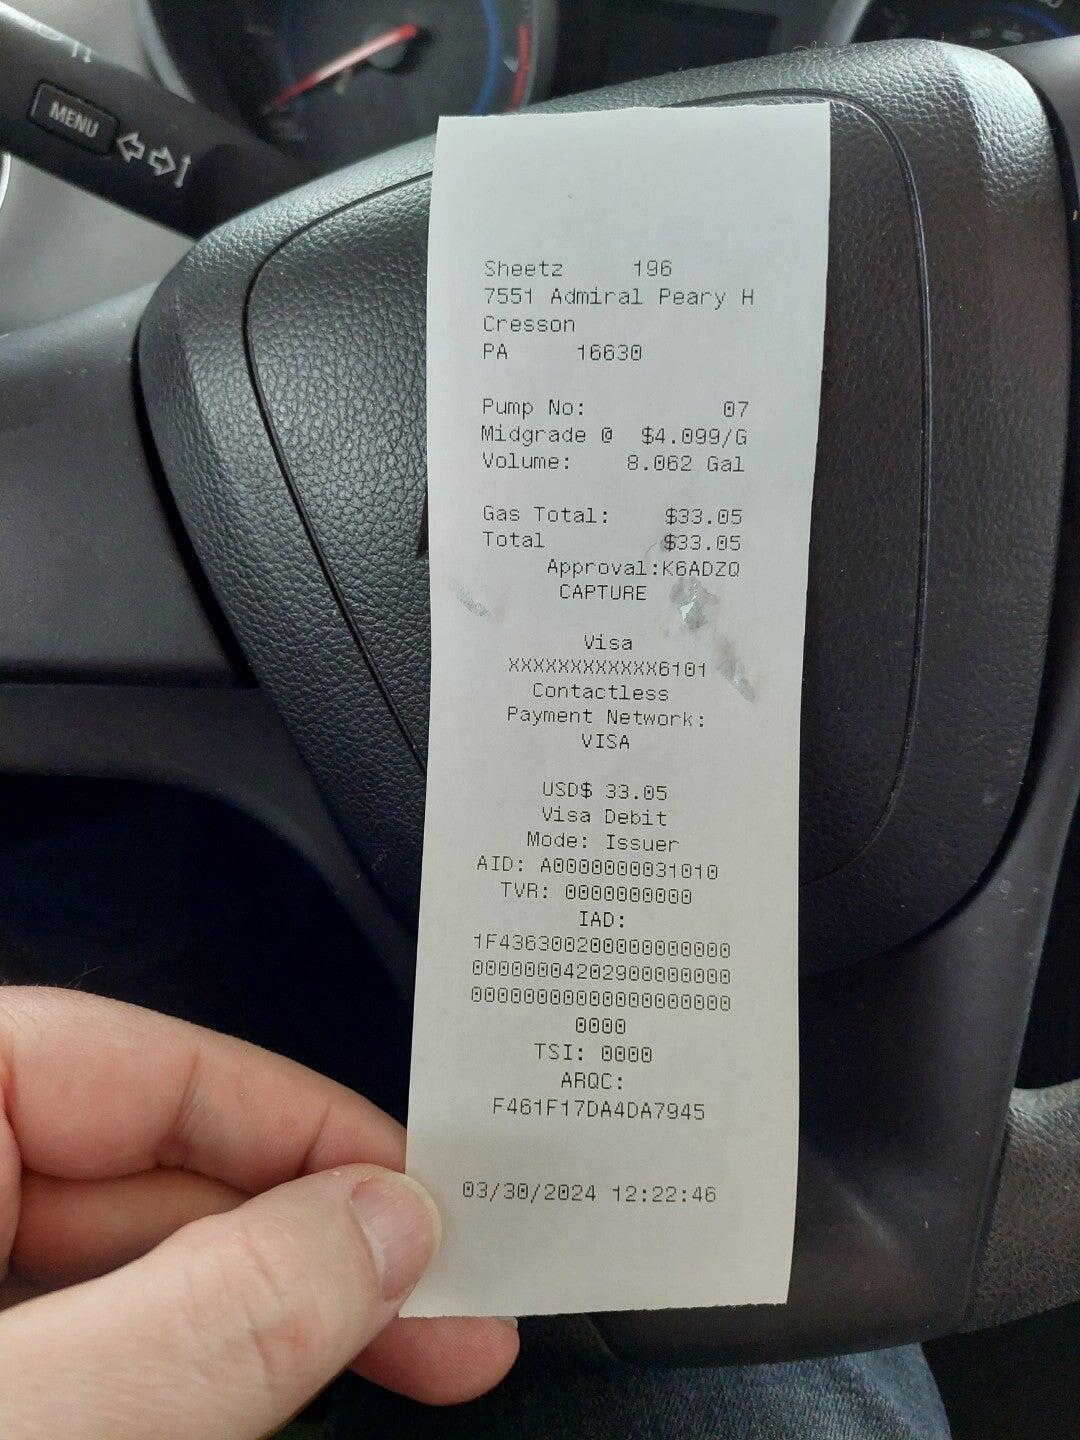 MENU
Sheetz 196
7551 Admiral Peary H
Cresson
PA 16630
Pump No: 07
Midgrade @ $4.099/G
Volume: 8.062 Gal
Gas Total: $33.05
Total $33.05
Approval:K6ADZQ
CAPTURE
Visa
XXXXXXXXXXXX6101
Contactless
Payment Network:
VISA
USD$ 33.05
Visa Debit
Mode: Issuer
AID: A0000000031010
TVR: 0000000000
IAD:
1F436300200000000000
00000004202900000000
00000000000000000000
0000
TSI: 0000
ARQC:
F461F17DA4DA7945
03/30/2024 12:22:46